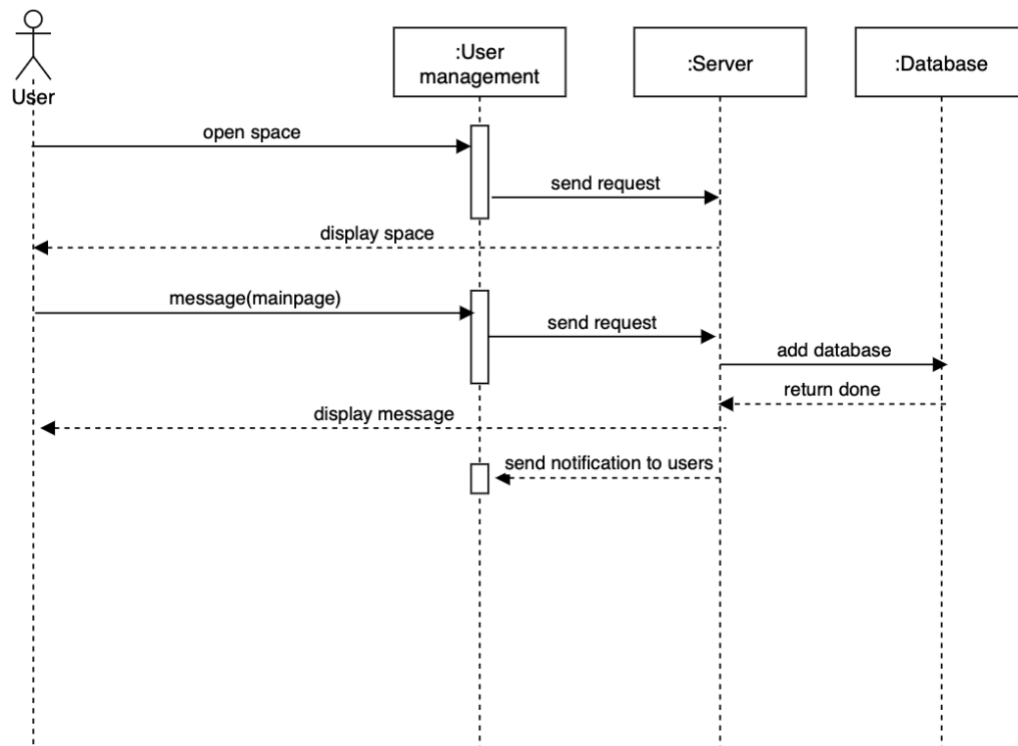 :User
management
:Server
:Database
User
open space
send request
display space
message(mainpage)
send request
add database
return done
display message
send notification to users